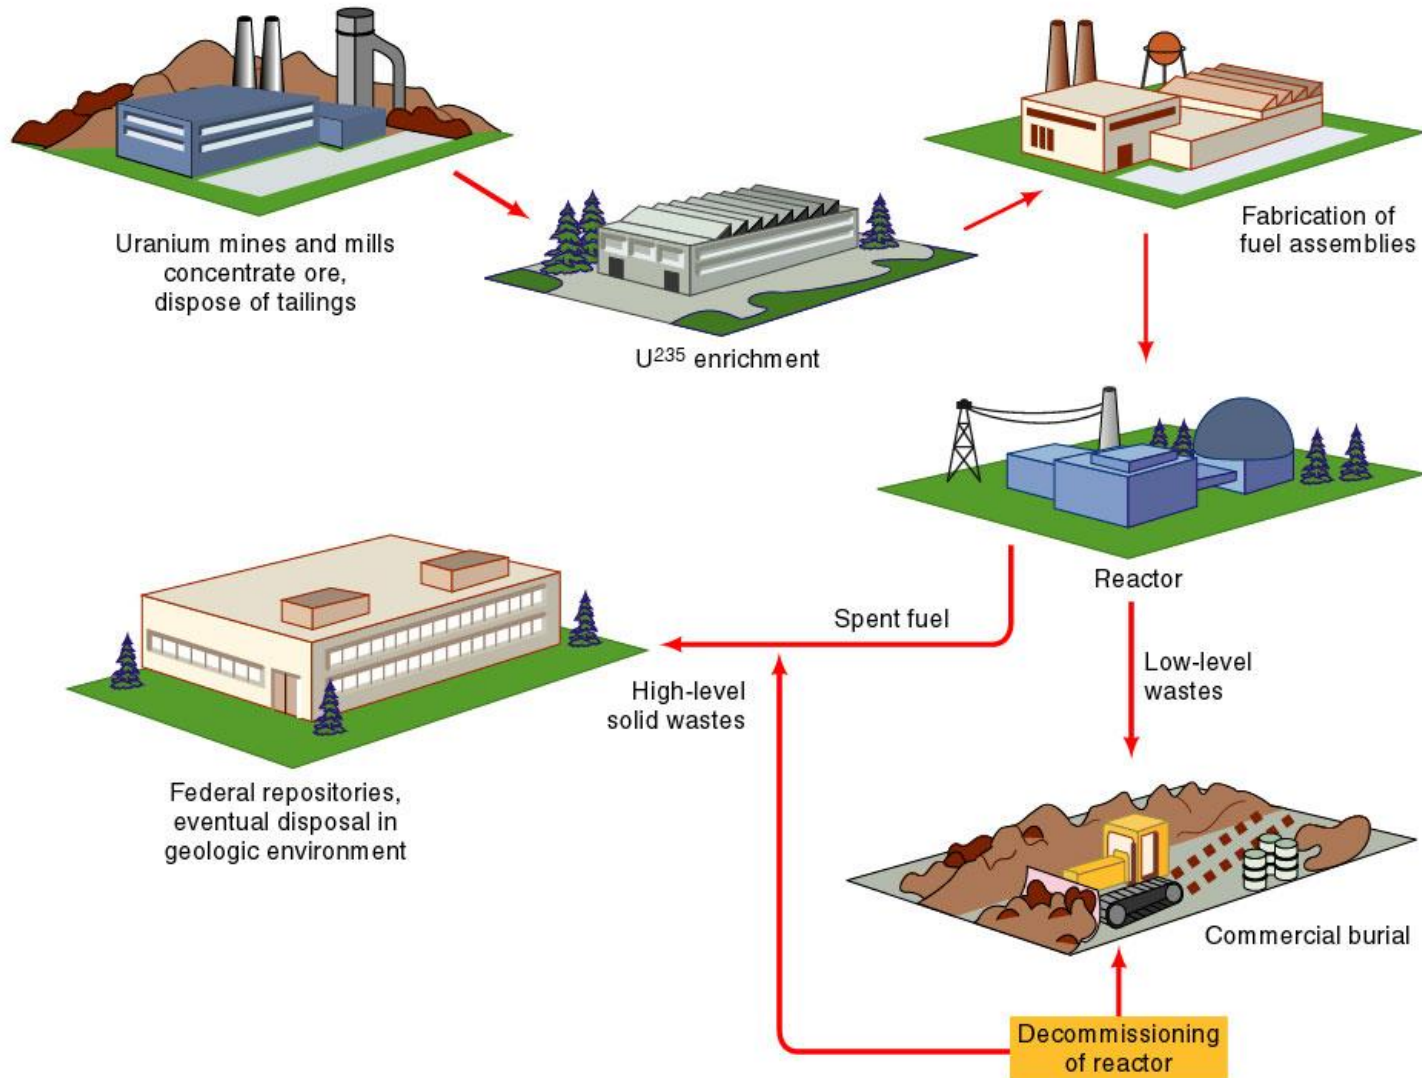 Uranium mines and mills
concentrate ore,
dispose of tailings
U²³⁵ enrichment
Fabrication of
fuel assemblies
Reactor
Spent fuel
Low-level
wastes
High-level
solid wastes
Federal repositories,
eventual disposal in
geologic environment
Commercial burial
Decommissioning
of reactor